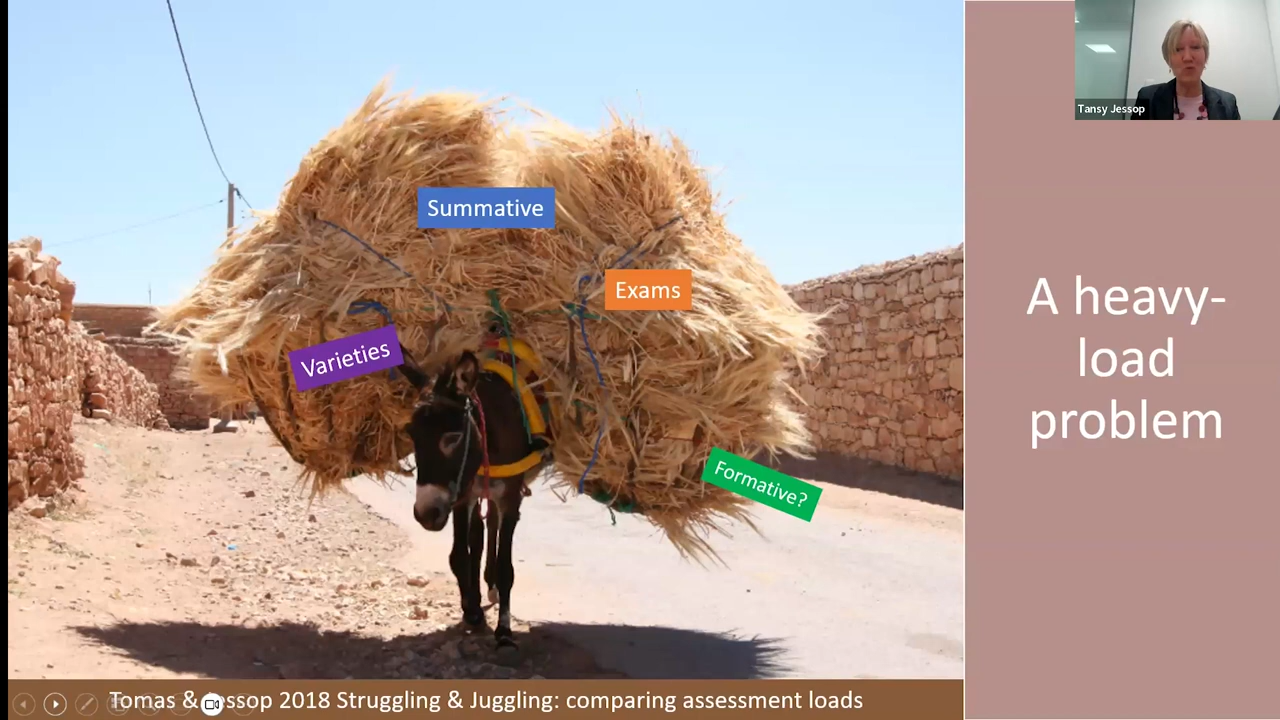 Tansy Jessop
Summative
Exams
Varieties
Formative?
A heavy-
load
problem
Tomas & Jessop 2018 Struggling & Juggling: comparing assessment loads